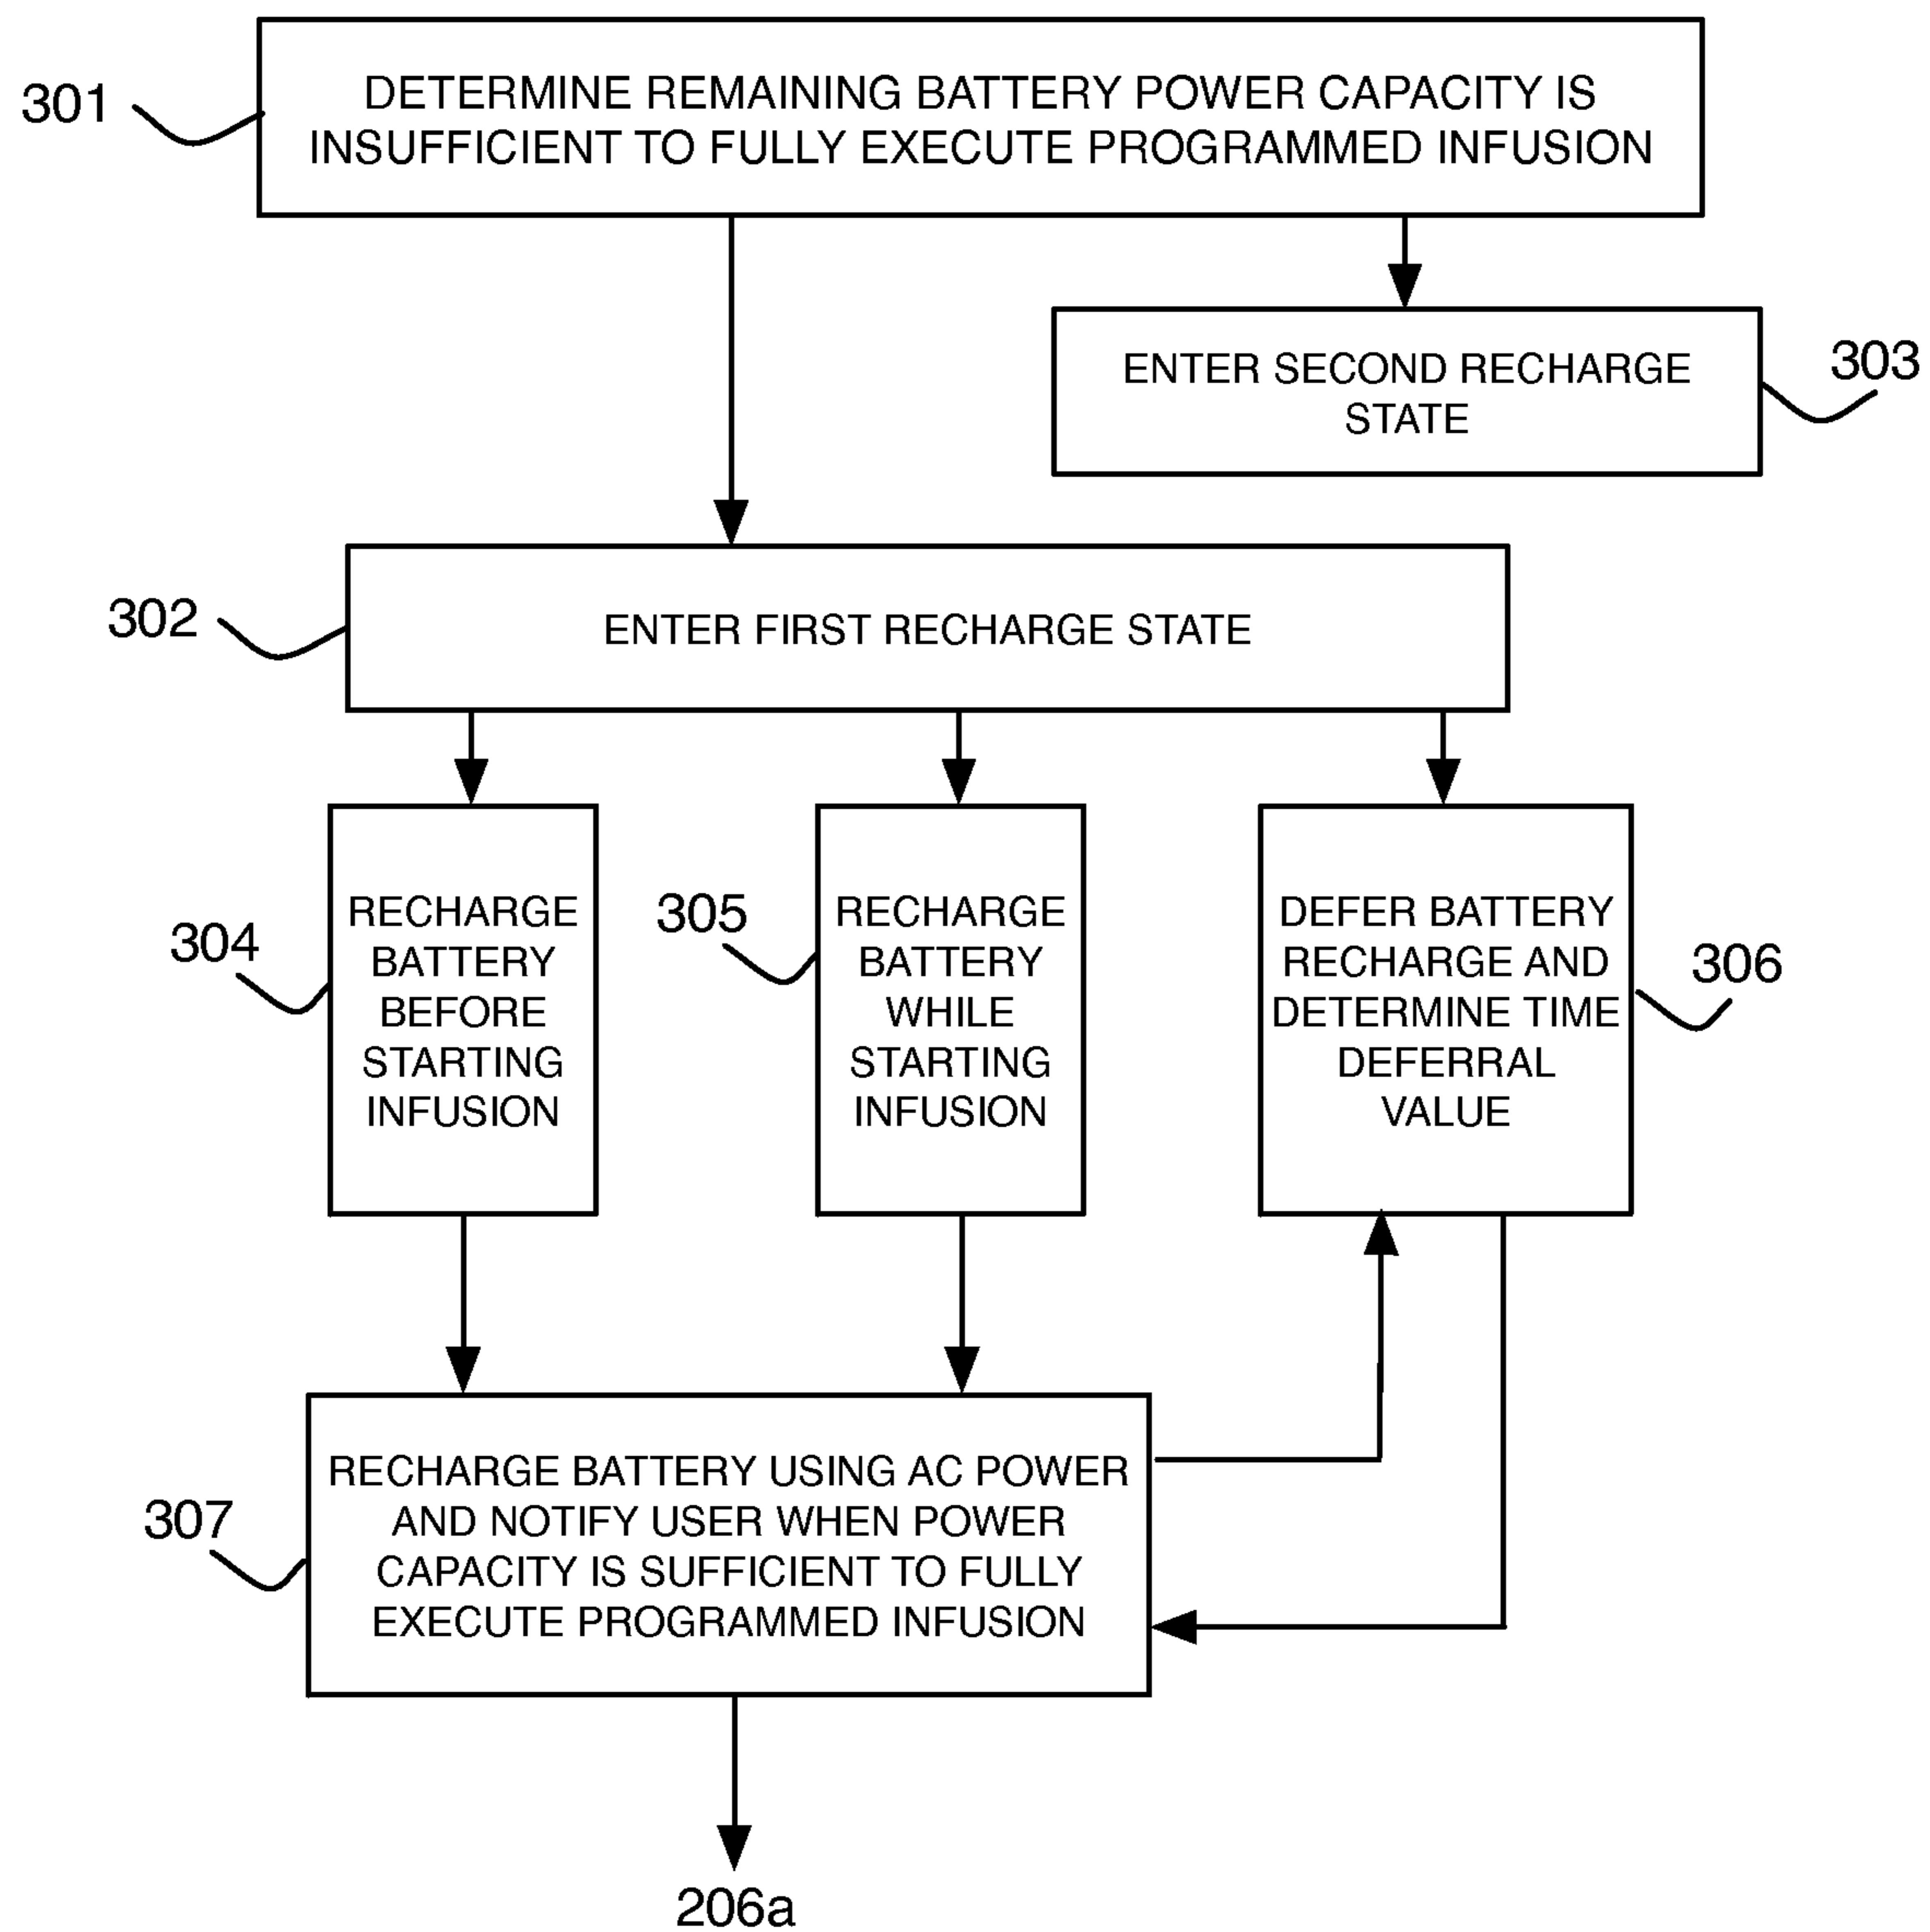 301
DETERMINE REMAINING BATTERY POWER CAPACITY IS
INSUFFICIENT TO FULLY EXECUTE PROGRAMMED INFUSION
ENTER SECOND RECHARGE
STATE
303
302
ENTER FIRST RECHARGE STATE
304
RECHARGE
BATTERY
BEFORE
STARTING
INFUSION
305
RECHARGE
BATTERY
WHILE
STARTING
INFUSION
DEFER BATTERY
RECHARGE AND
DETERMINE TIME
DEFERRAL
VALUE
306
307
RECHARGE BATTERY USING AC POWER
AND NOTIFY USER WHEN POWER
CAPACITY IS SUFFICIENT TO FULLY
EXECUTE PROGRAMMED INFUSION
206a